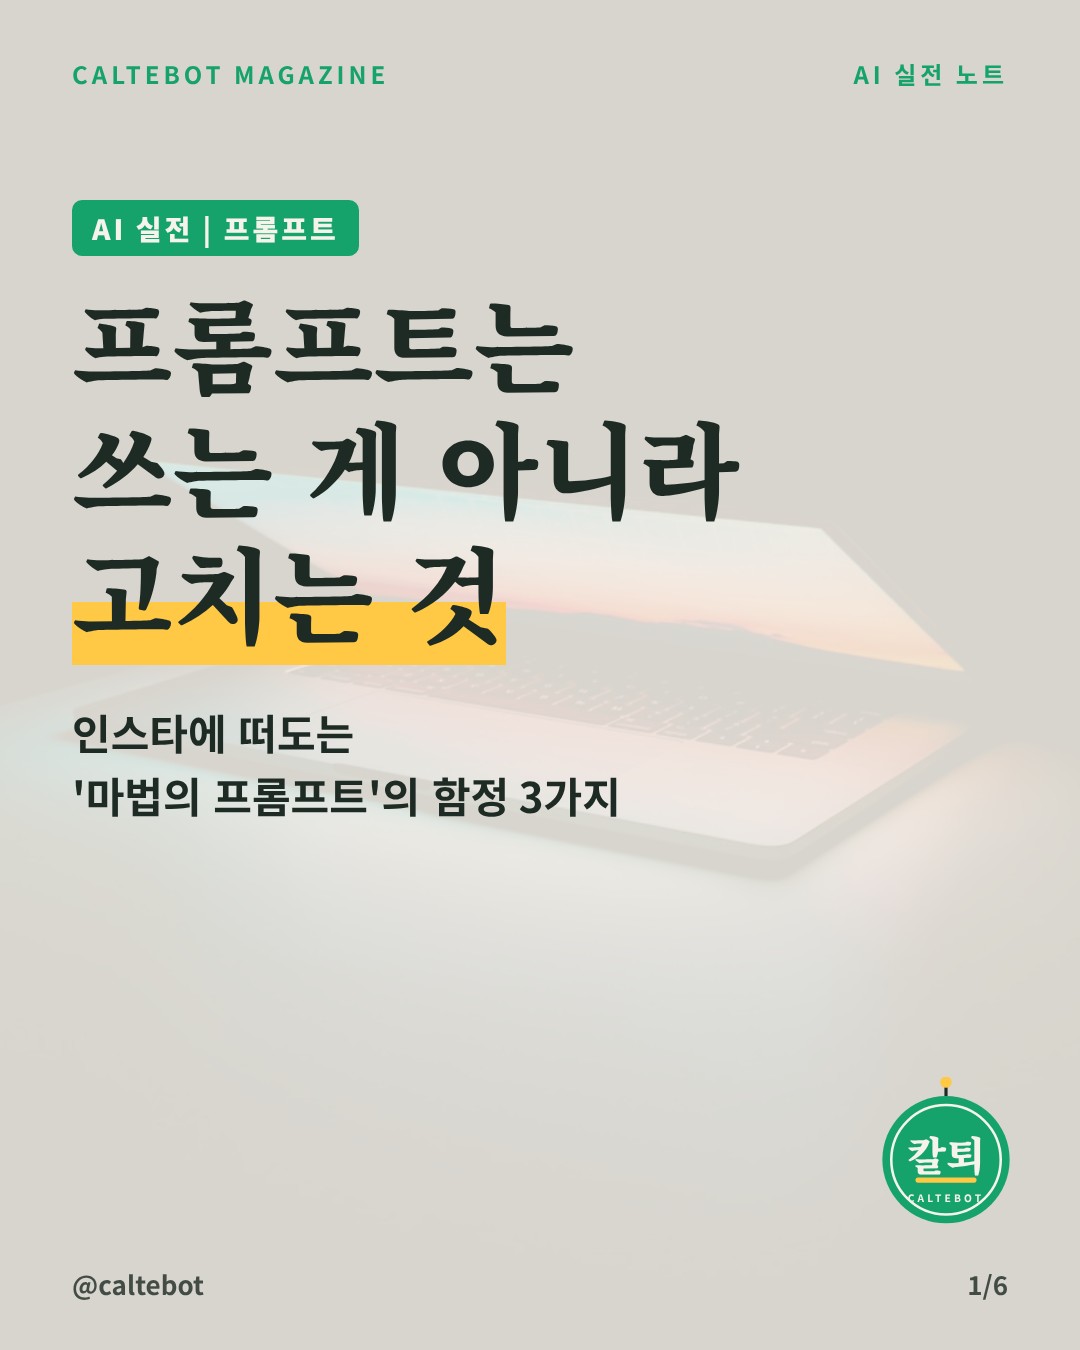 CALTEBOT MAGAZINE
AI 실전 노트
AI 실전 | 프롬프트
프롬프트는
쓰는 게 아니라
고치는 것
인스타에 떠도는
'마법의 프롬프트'의 함정 3가지
칼퇴
CALTEBOT
@caltebot
1/6